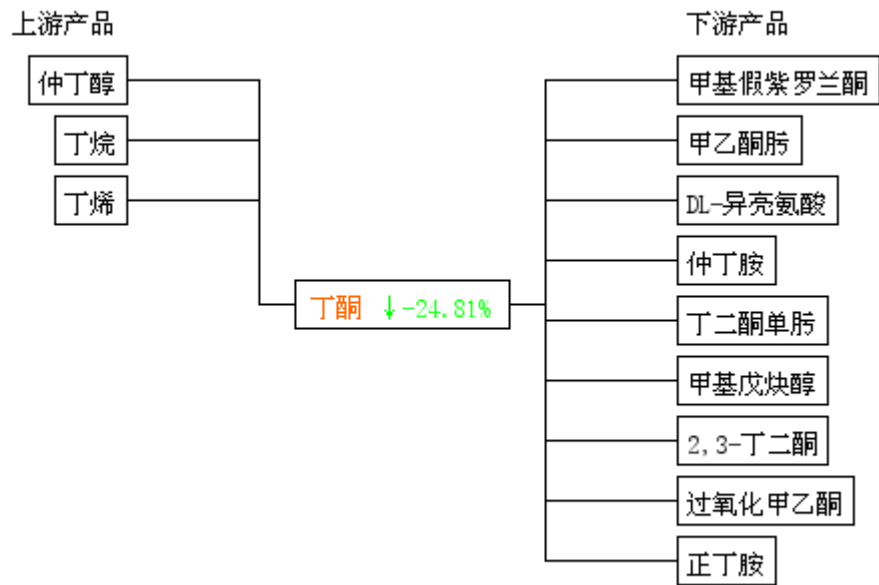 上游产品
仲丁醇
丁烷
丁烯
丁酮 ↓-24.81%
下游产品
甲基假紫罗兰酮
甲乙酮肟
DL-异亮氨酸
仲丁胺
丁二酮单肟
甲基戊炔醇
2,3-丁二酮
过氧化甲乙酮
正丁胺